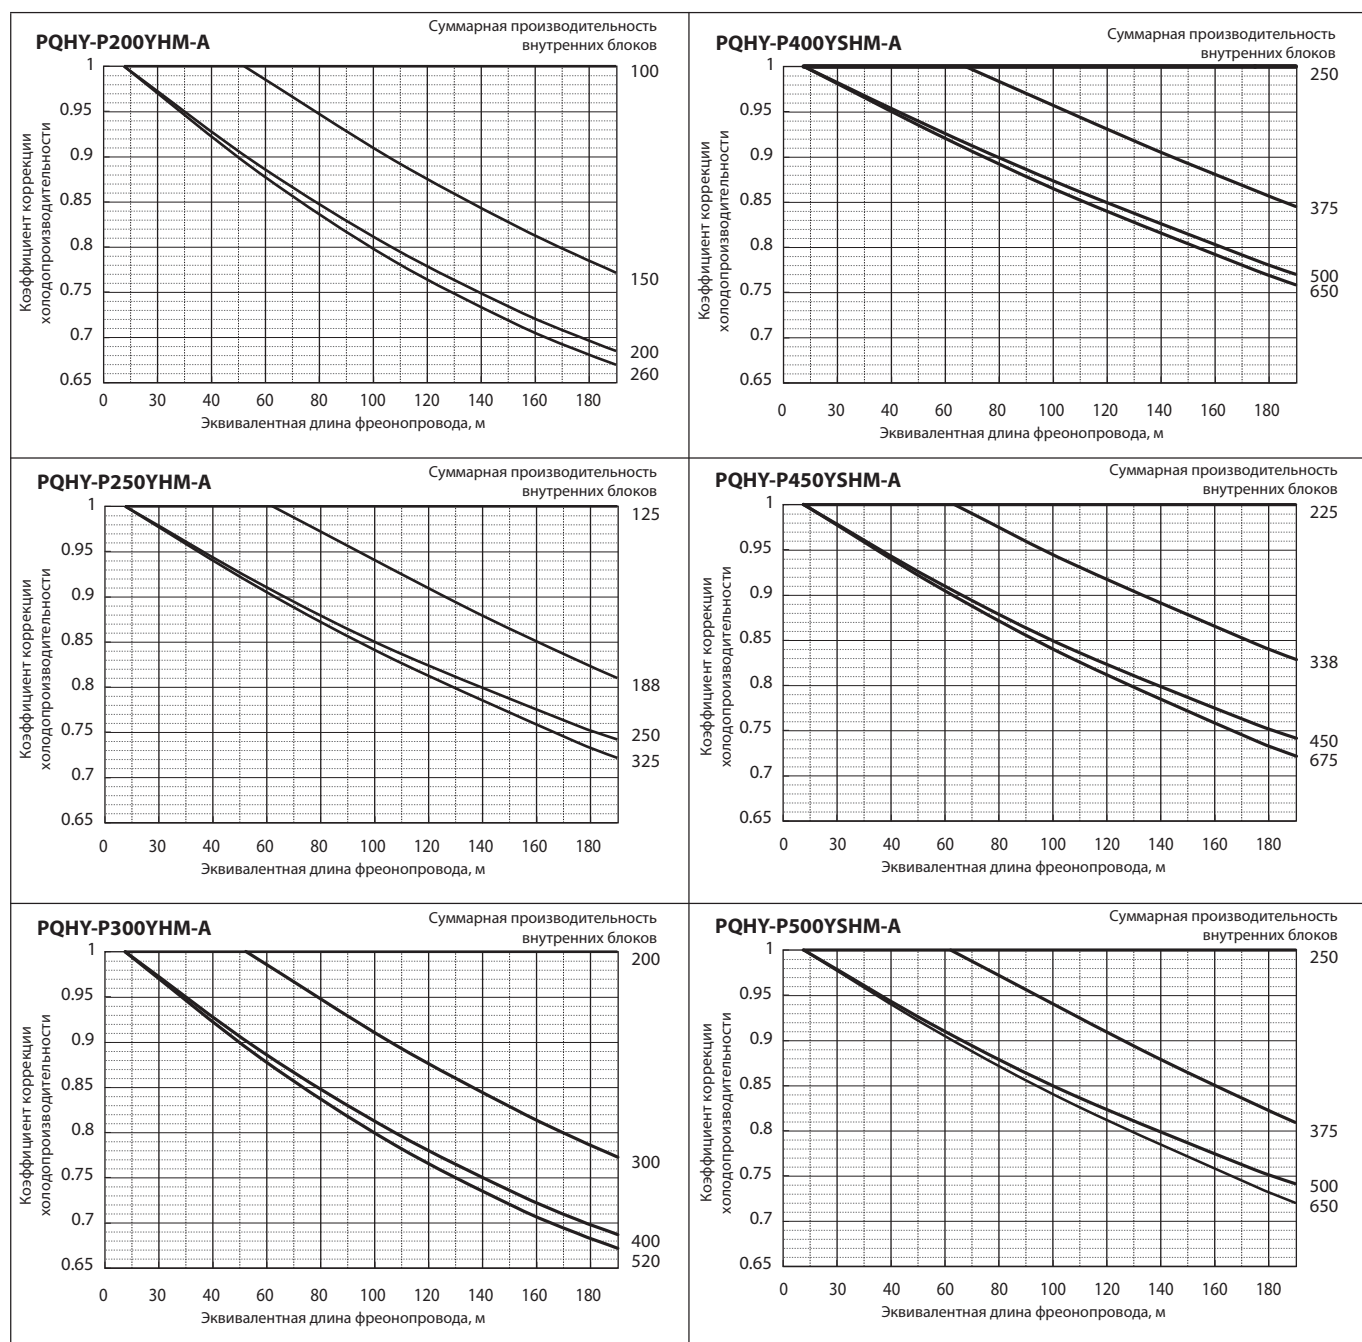 PQHY-P200YHM-A
Суммарная производительность
внутренних блоков
Коэффициент коррекции
холодопроизводительности
1
0.95
0.9
0.85
0.8
0.75
0.7
0.65
100
150
200
260
0 30 40 60 80 100 120 140 160 180
Эквивалентная длина фреонопровода, м
PQHY-P400YSHM-A
Суммарная производительность
внутренних блоков
Коэффициент коррекции
холодопроизводительности
1
0.95
0.9
0.85
0.8
0.75
0.7
0.65
250
375
500
650
0 30 40 60 80 100 120 140 160 180
Эквивалентная длина фреонопровода, м
PQHY-P250YHM-A
Суммарная производительность
внутренних блоков
Коэффициент коррекции
холодопроизводительности
1
0.95
0.9
0.85
0.8
0.75
0.7
0.65
125
188
250
325
0 30 40 60 80 100 120 140 160 180
Эквивалентная длина фреонопровода, м
PQHY-P450YSHM-A
Суммарная производительность
внутренних блоков
Коэффициент коррекции
холодопроизводительности
1
0.95
0.9
0.85
0.8
0.75
0.7
0.65
225
338
450
675
0 30 40 60 80 100 120 140 160 180
Эквивалентная длина фреонопровода, м
PQHY-P300YHM-A
Суммарная производительность
внутренних блоков
Коэффициент коррекции
холодопроизводительности
1
0.95
0.9
0.85
0.8
0.75
0.7
0.65
200
300
400
520
0 30 40 60 80 100 120 140 160 180
Эквивалентная длина фреонопровода, м
PQHY-P500YSHM-A
Суммарная производительность
внутренних блоков
Коэффициент коррекции
холодопроизводительности
1
0.95
0.9
0.85
0.8
0.75
0.7
0.65
250
375
500
650
0 30 40 60 80 100 120 140 160 180
Эквивалентная длина фреонопровода, м